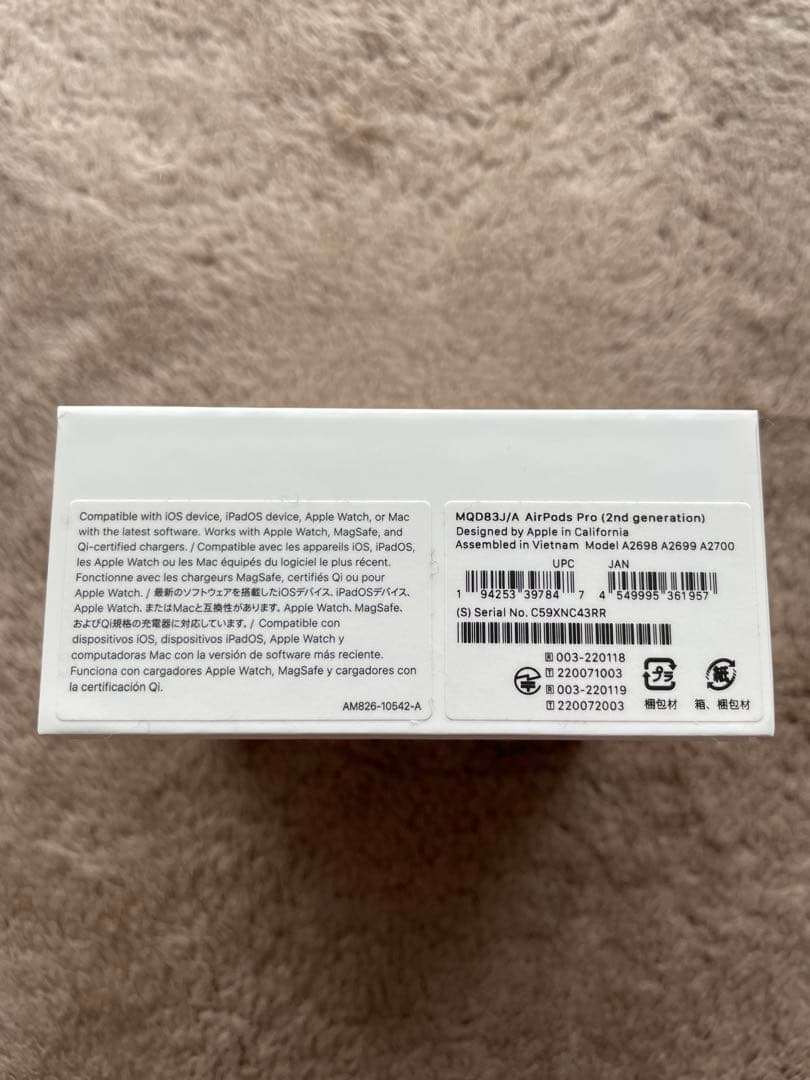 Compatible with iOS device, iPadOS device, Apple Watch, or Mac
with the latest software. Works with Apple Watch, MagSafe, and
Qi-certified chargers. / Compatible avec les appareils iOS, iPadOS,
les Apple Watch ou les Mac équipés du logiciel le plus récent.
Fonctionne avec les chargeurs MagSafe, certifiés Qi ou pour
Apple Watch. / 最新のソフトウェアを搭載したiOSデバイス、iPadOSデバイス、
Apple Watch、またはMacと互換性があります。Apple Watch、MagSafe、
およびQi規格の充電器に対応しています。/ Compatible con
dispositivos iOS, dispositivos iPadOS, Apple Watch y
computadoras Mac con la versión de software más reciente.
Funciona con cargadores Apple Watch, MagSafe y cargadores con
la certificación Qi.
AM826-10542-A
MQD83J/A AirPods Pro (2nd generation)
Designed by Apple in California
Assembled in Vietnam Model A2698 A2699 A2700
UPC JAN
1 94253 39784 7 4 549995 361957
(S) Serial No. C59XNC43RR
R 003-220118
T 220071003
R 003-220119
T 220072003
プラ
梱包材
紙
箱、梱包材